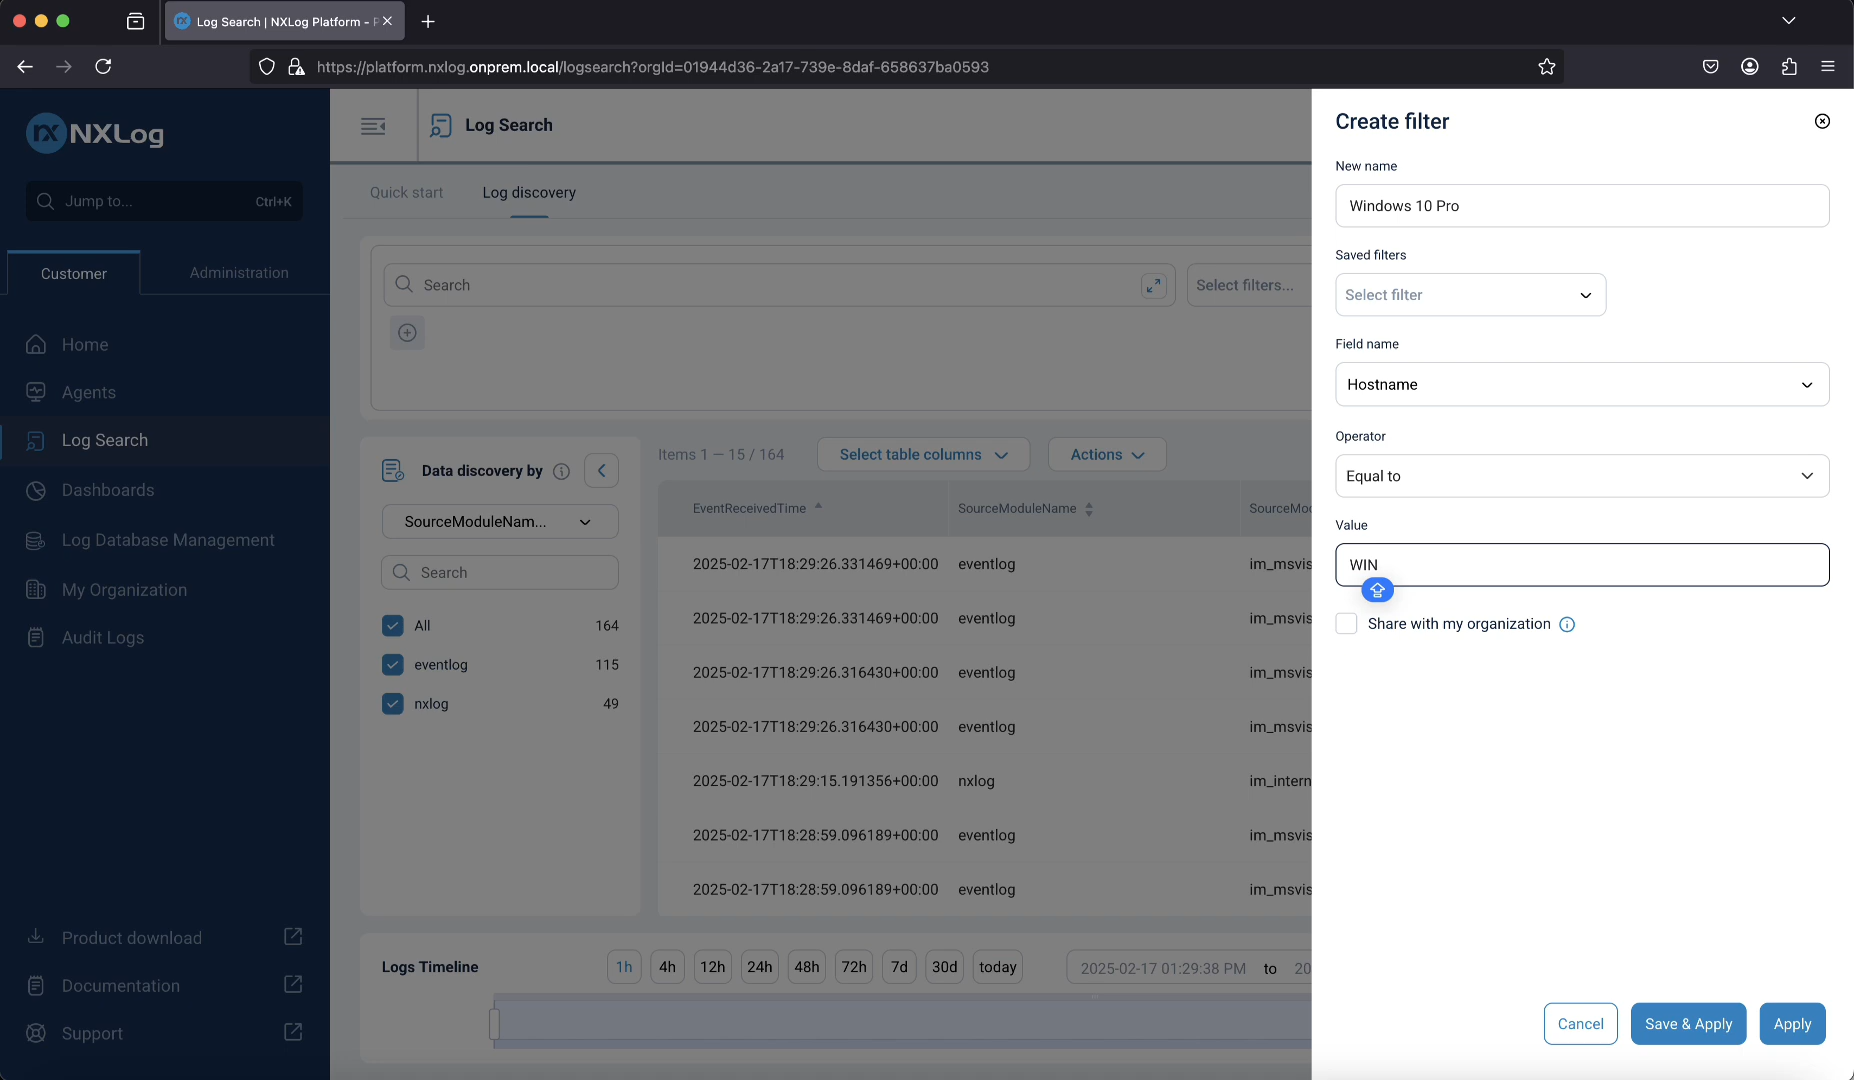 Log Search | NXLog Platform - P
https://platform.nxlog.onprem.local/logsearch?orgId=01944d36-2a17-739e-8daf-658637ba0593
NXLog
Jump to... Ctrl+K
Customer Administration
Home
Agents
Log Search
Dashboards
Log Database Management
My Organization
Audit Logs
Product download
Documentation
Support
Log Search
Quick start Log discovery
Search
Select filters...
Data discovery by
SourceModuleNam...
Search
All 164
eventlog 115
nxlog 49
Items 1 — 15 / 164 Select table columns Actions
EventReceivedTime SourceModuleName SourceMod
2025-02-17T18:29:26.331469+00:00 eventlog im_msvis
2025-02-17T18:29:26.331469+00:00 eventlog im_msvis
2025-02-17T18:29:26.316430+00:00 eventlog im_msvis
2025-02-17T18:29:26.316430+00:00 eventlog im_msvis
2025-02-17T18:29:15.191356+00:00 nxlog im_intern
2025-02-17T18:28:59.096189+00:00 eventlog im_msvis
2025-02-17T18:28:59.096189+00:00 eventlog im_msvis
Logs Timeline 1h 4h 12h 24h 48h 72h 7d 30d today 2025-02-17 01:29:38 PM to 20
Create filter
New name
Windows 10 Pro
Saved filters
Select filter
Field name
Hostname
Operator
Equal to
Value
WIN
Share with my organization
Cancel Save & Apply Apply